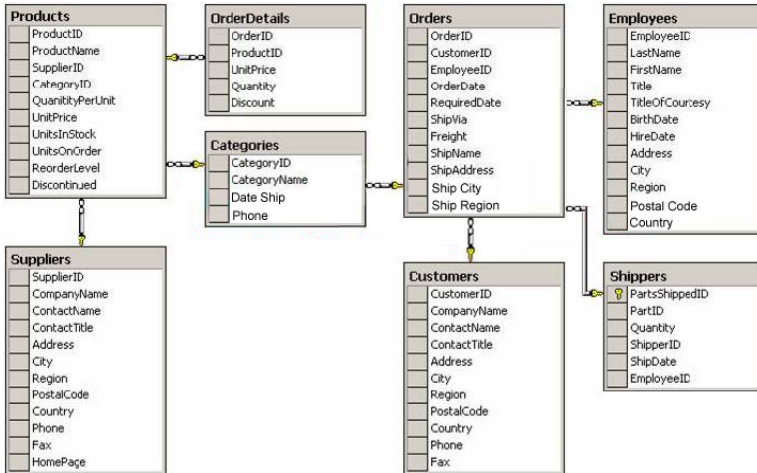 Products
ProductID
ProductName
SupplierID
CategoryID
QuanitityPerUnit
UnitPrice
UnitsInStock
UnitsOnOrder
ReorderLevel
Discontinued
OrderDetails
OrderID
ProductID
UnitPrice
Quantity
Discount
Categories
CategoryID
CategoryName
Date Ship
Phone
Orders
OrderID
CustomerID
EmployeeID
OrderDate
RequiredDate
ShipVia
Freight
ShipName
ShipAddress
Ship City
Ship Region
Employees
EmployeeID
LastName
FirstName
Title
TitleOfCourtesy
BirthDate
HireDate
Address
City
Region
Postal Code
Country
Suppliers
SupplierID
CompanyName
ContactName
ContactTitle
Address
City
Region
PostalCode
Country
Phone
Fax
HomePage
Customers
CustomerID
CompanyName
ContactName
ContactTitle
Address
City
Region
PostalCode
Country
Phone
Fax
Shippers
PartsShippedID
PartID
Quantity
ShipperID
ShipDate
EmployeeID